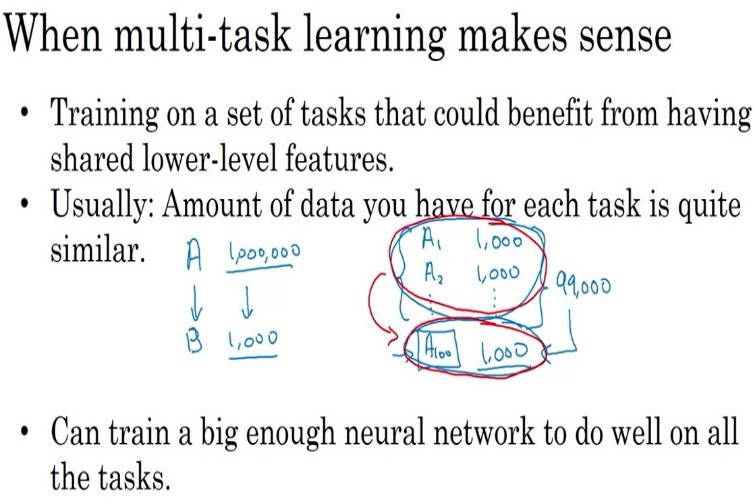 When multi-task learning makes sense
• Training on a set of tasks that could benefit from having
shared lower-level features.
• Usually: Amount of data you have for each task is quite
similar.
A 1,000,000
↓ ↓
B 1,000
A₁ 1,000
A₂ 1,000
⋮ ⋮
99,000
A₁₀₀ 1,000
• Can train a big enough neural network to do well on all
the tasks.